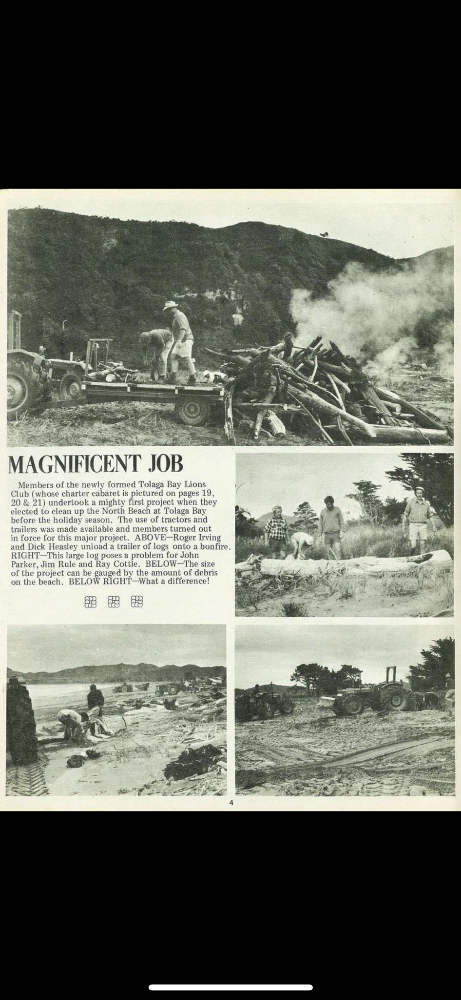 MAGNIFICENT JOB
Members of the newly formed Tolaga Bay Lions
Club (whose charter cabaret is pictured on pages 19,
20 & 21) undertook a mighty first project when they
elected to clean up the North Beach at Tolaga Bay
before the holiday season. The use of tractors and
trailers was made available and members turned out
in force for this major project. ABOVE—Roger Irving
and Dick Heasley unload a trailer of logs onto a bonfire.
RIGHT—This large log poses a problem for John
Parker, Jim Rule and Ray Cottle. BELOW—The size
of the project can be gauged by the amount of debris
on the beach. BELOW RIGHT—What a difference!
4